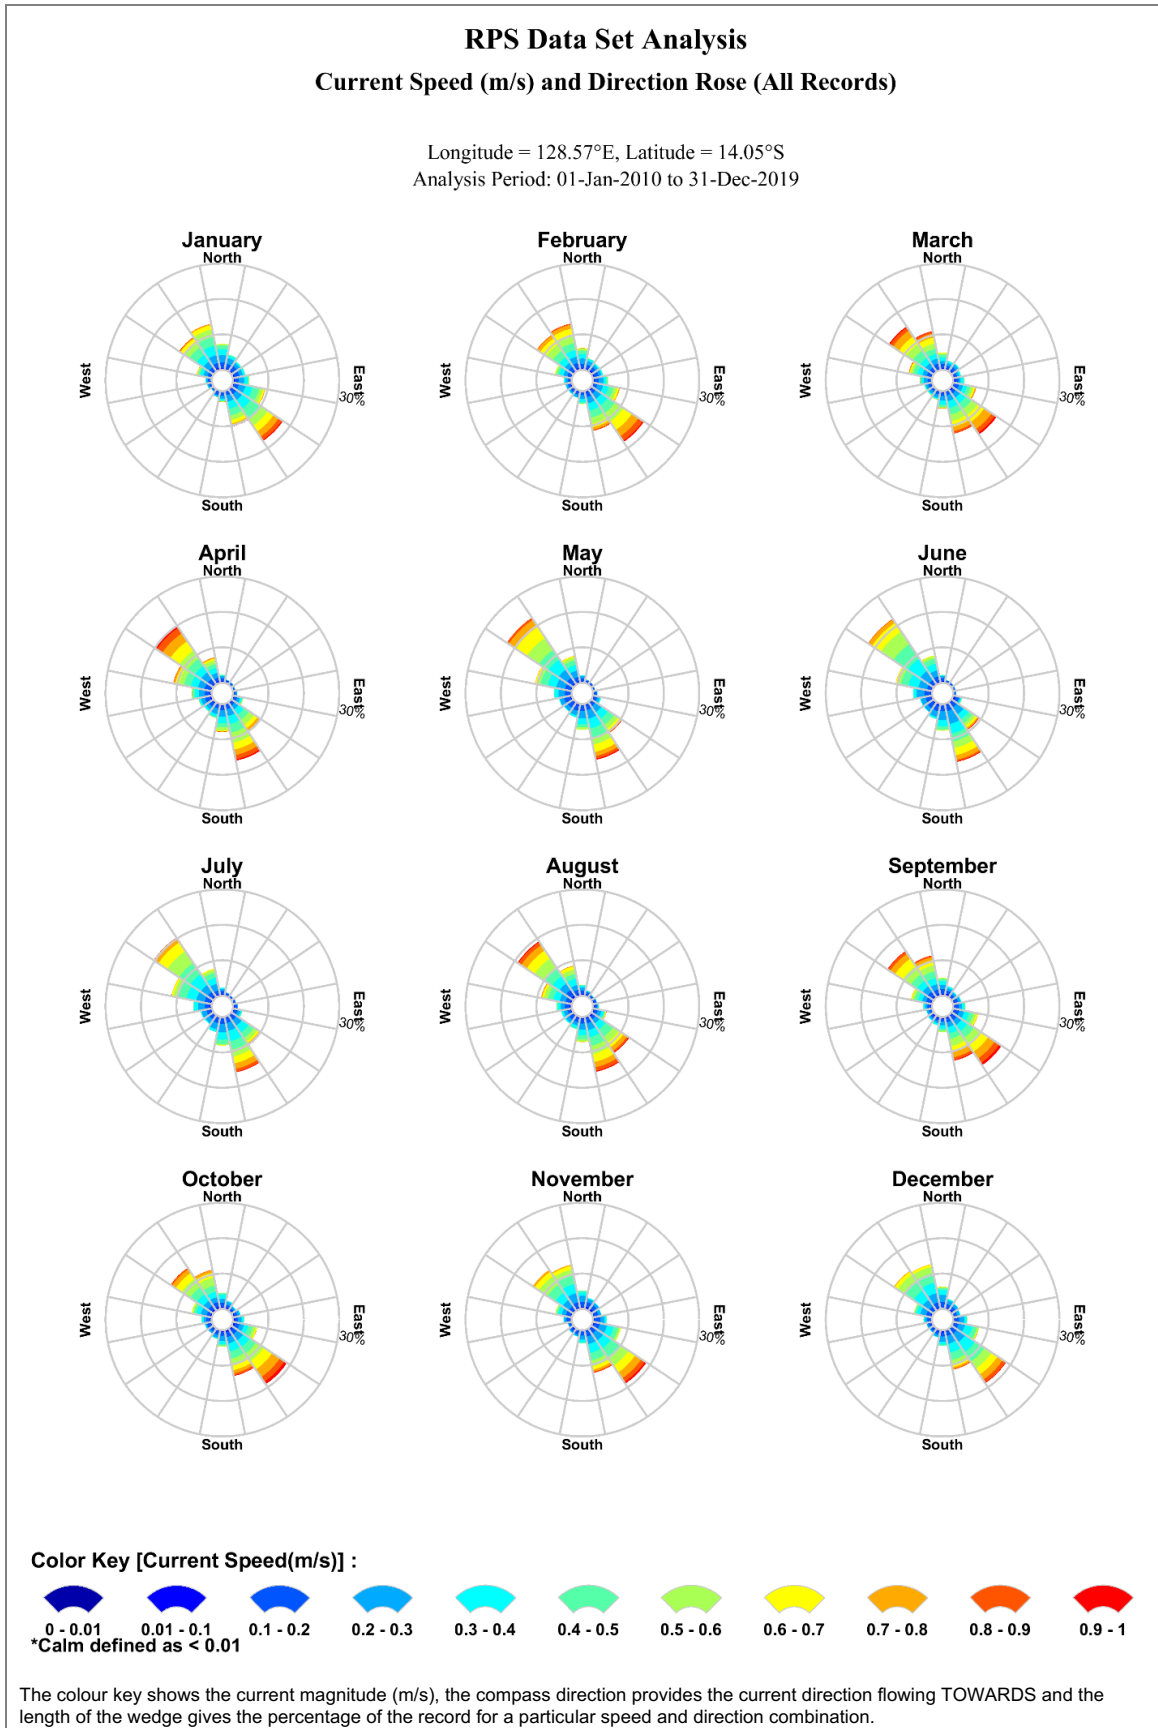 RPS Data Set Analysis
Current Speed (m/s) and Direction Rose (All Records)
Longitude = 128.57°E, Latitude = 14.05°S
Analysis Period: 01-Jan-2010 to 31-Dec-2019
January February March
North North North
West East 30% West East 30% West East 30%
South South South
April May June
North North North
West East 30% West East 30% West East 30%
South South South
July August September
North North North
West East 30% West East 30% West East 30%
South South South
October November December
North North North
West East 30% West East 30% West East 30%
South South South
Color Key [Current Speed(m/s)] :
0 - 0.01 0.01 - 0.1 0.1 - 0.2 0.2 - 0.3 0.3 - 0.4 0.4 - 0.5 0.5 - 0.6 0.6 - 0.7 0.7 - 0.8 0.8 - 0.9 0.9 - 1
*Calm defined as < 0.01
The colour key shows the current magnitude (m/s), the compass direction provides the current direction flowing TOWARDS and the
length of the wedge gives the percentage of the record for a particular speed and direction combination.